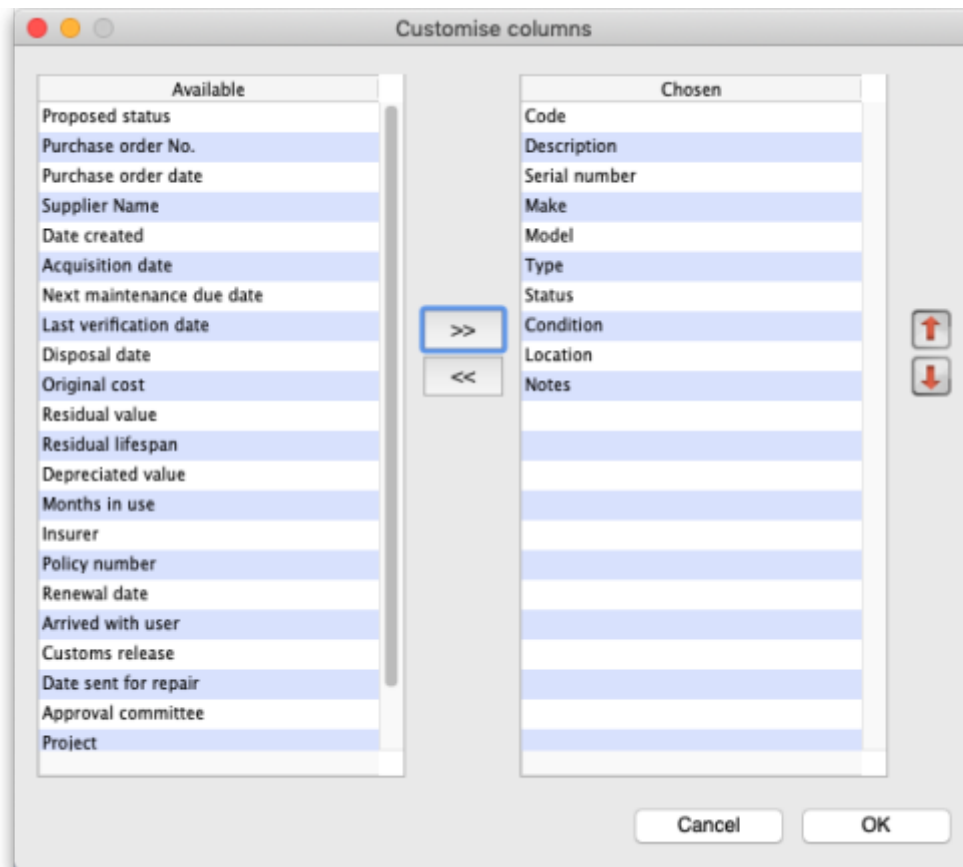 Customise columns
Available
Proposed status
Purchase order No.
Purchase order date
Supplier Name
Date created
Acquisition date
Next maintenance due date
Last verification date
Disposal date
Original cost
Residual value
Residual lifespan
Depreciated value
Months in use
Insurer
Policy number
Renewal date
Arrived with user
Customs release
Date sent for repair
Approval committee
Project
>>
<<
Chosen
Code
Description
Serial number
Make
Model
Type
Status
Condition
Location
Notes
Cancel
OK